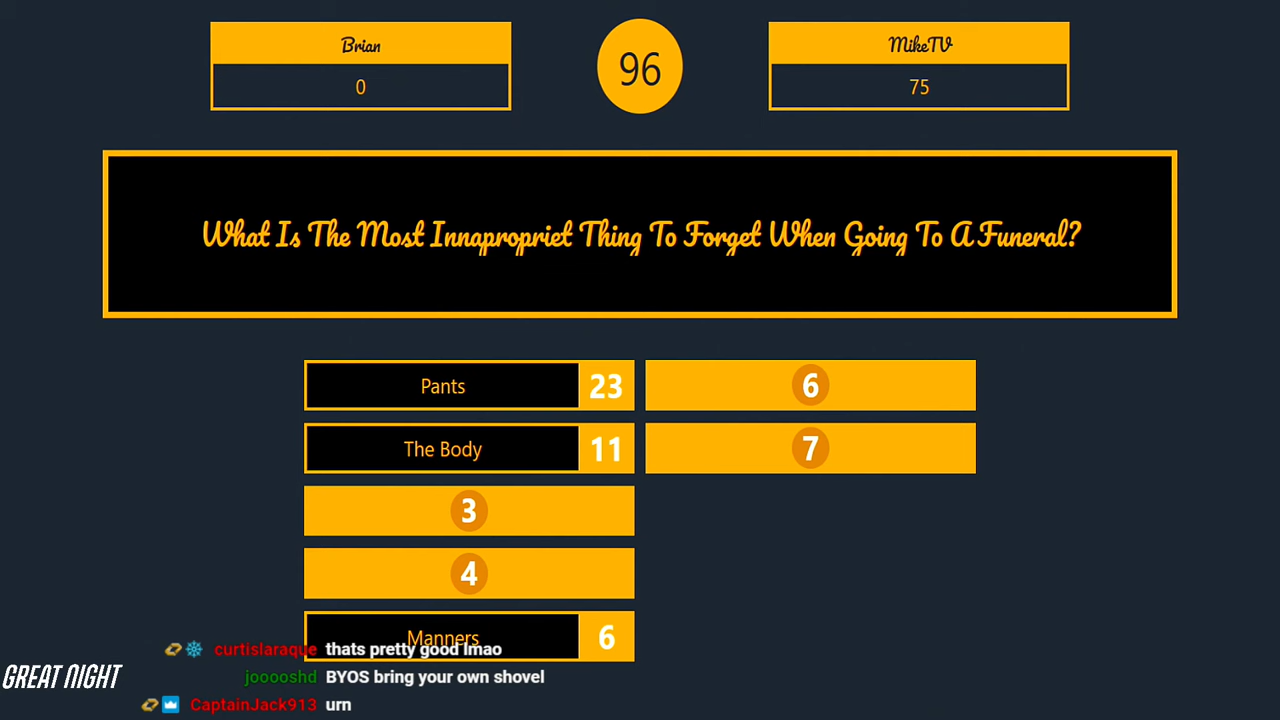 Brian
0
96
MikeTV
75
What Is The Most Innapropriet Thing To Forget When Going To A Funeral?
Pants 23
The Body 11
3
4
Manners 6
6
7
curtislaraque thats pretty good lmao
jooooshd BYOS bring your own shovel
CaptainJack913 urn
GREAT NIGHT